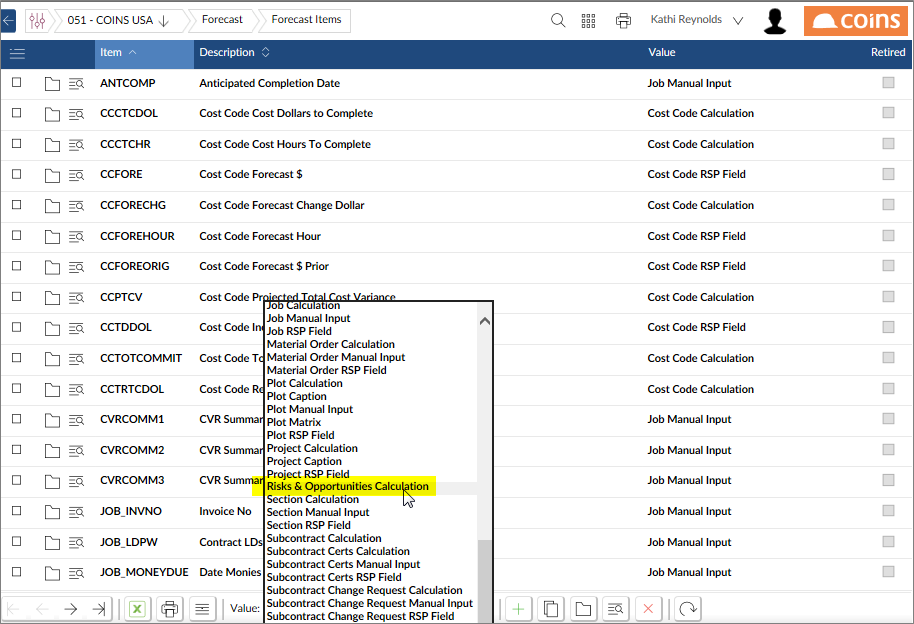 051 - COINS USA Forecast Forecast Items Kathi Reynolds coins
Item Description Value Retired
ANTCOMP Anticipated Completion Date Job Manual Input
CCCTCDOL Cost Code Cost Dollars to Complete Cost Code Calculation
CCCTCHR Cost Code Cost Hours To Complete Cost Code Calculation
CCFORE Cost Code Forecast $ Cost Code RSP Field
CCFORECHG Cost Code Forecast Change Dollar Cost Code Calculation
CCFOREHOUR Cost Code Forecast Hour Cost Code RSP Field
CCFOREORIG Cost Code Forecast $ Prior Cost Code RSP Field
CCPTCV Cost Code Projected Total Cost Variance Cost Code Calculation
CCTDDOL Cost Code In Cost Code RSP Field
CCTOTCOMMIT Cost Code To Cost Code Calculation
CCTRTCDOL Cost Code Re Cost Code Calculation
CVRCOMM1 CVR Summar Job Manual Input
CVRCOMM2 CVR Summar Job Manual Input
CVRCOMM3 CVR Summar Job Manual Input
JOB_INVNO Invoice No Job Manual Input
JOB_LDPW Contract LDs Job Manual Input
JOB_MONEYDUE Date Monies Job Manual Input
Job Calculation
Job Manual Input
Job RSP Field
Material Order Calculation
Material Order Manual Input
Material Order RSP Field
Plot Calculation
Plot Caption
Plot Manual Input
Plot Matrix
Plot RSP Field
Project Calculation
Project Caption
Project RSP Field
Risks & Opportunities Calculation
Section Calculation
Section Manual Input
Section RSP Field
Subcontract Calculation
Subcontract Certs Calculation
Subcontract Certs Manual Input
Subcontract Certs RSP Field
Subcontract Change Request Calculation
Subcontract Change Request Manual Input
Subcontract Change Request RSP Field
Value: